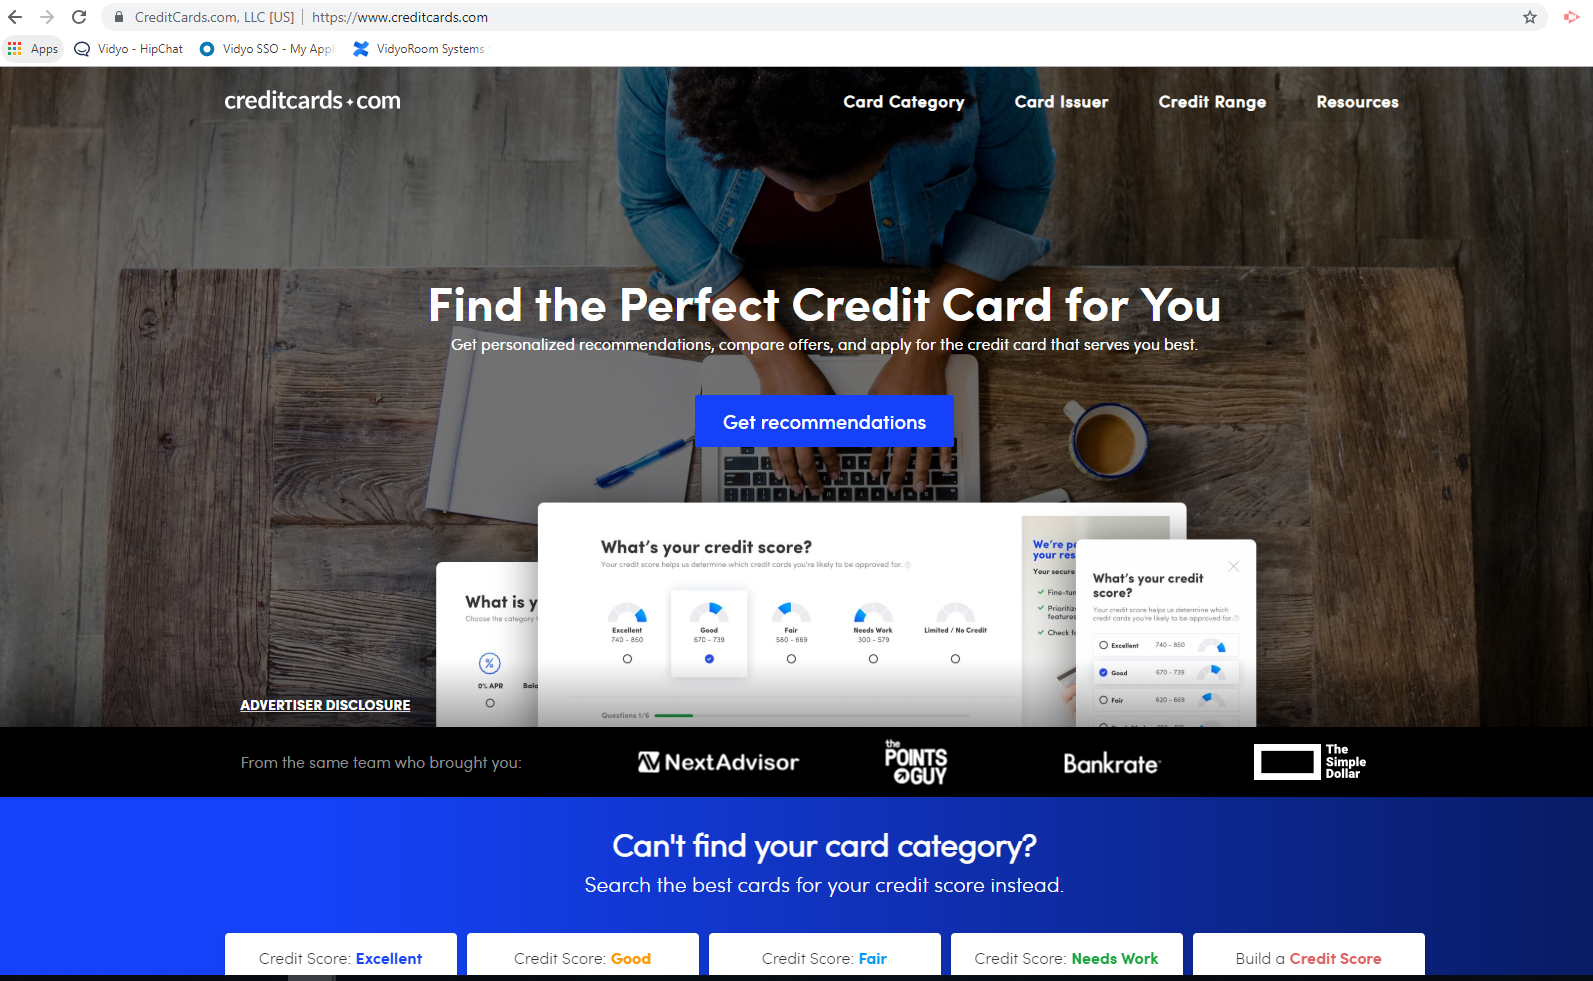 CreditCards.com, LLC [US] | https://www.creditcards.com
Apps
Vidyo - HipChat
Vidyo SSO - My Appl
VidyoRoom Systems
creditcards.com
Card Category
Card Issuer
Credit Range
Resources
Find the Perfect Credit Card for You
Get personalized recommendations, compare offers, and apply for the credit card that serves you best.
Get recommendations
What is y
Choose the category
0% APR
Bala
What's your credit score?
Your credit score helps us determine which credit cards you're likely to be approved for.
Excellent
740 - 850
Good
670 - 739
Fair
580 - 669
Needs Work
300 - 579
Limited / No Credit
Questions 1/6
We're pe
your res
Your secure
Fine-tun
Prioritiz
features
Check fo
What's your credit
score?
Your credit score helps us determine which
credit cards you're likely to be approved for.
Excellent 740 - 850
Good 670 - 739
Fair 620 - 669
ADVERTISER DISCLOSURE
From the same team who brought you:
NextAdvisor
the
POINTS
GUY
Bankrate
The
Simple
Dollar
Can't find your card category?
Search the best cards for your credit score instead.
Credit Score: Excellent
Credit Score: Good
Credit Score: Fair
Credit Score: Needs Work
Build a Credit Score